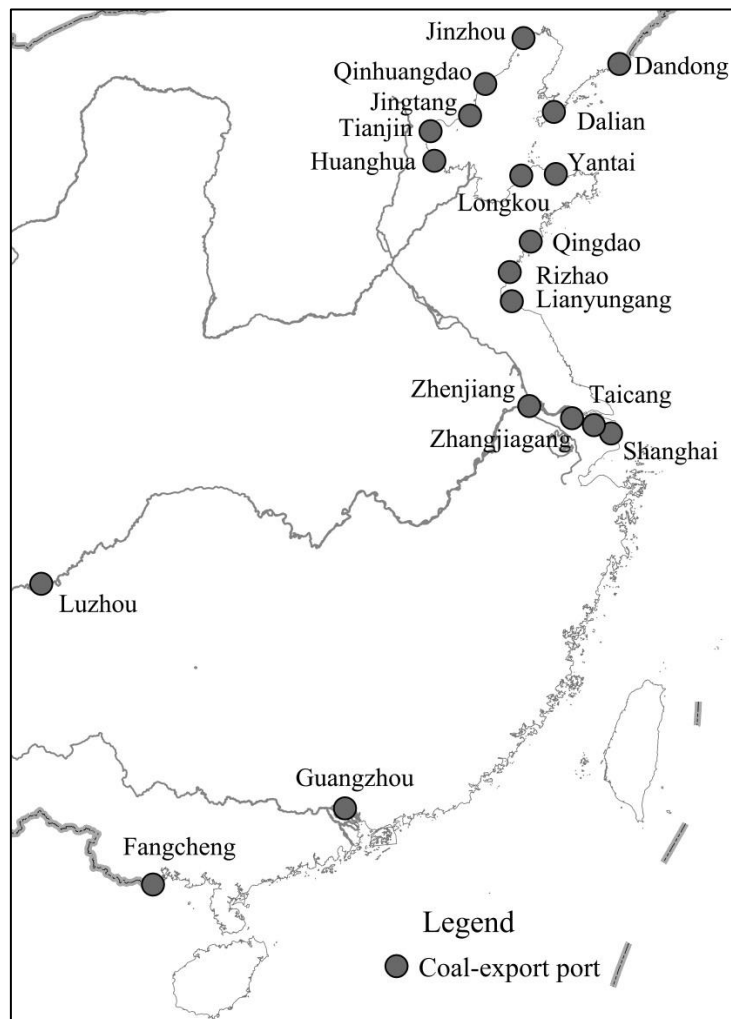 Jinzhou
Dandong
Qinhuangdao
Jingtang
Dalian
Tianjin
Huanghua
Yantai
Longkou
Qingdao
Rizhao
Lianyungang
Zhenjiang
Taicang
Zhangjiagang
Shanghai
Luzhou
Guangzhou
Fangcheng
Legend
Coal-export port